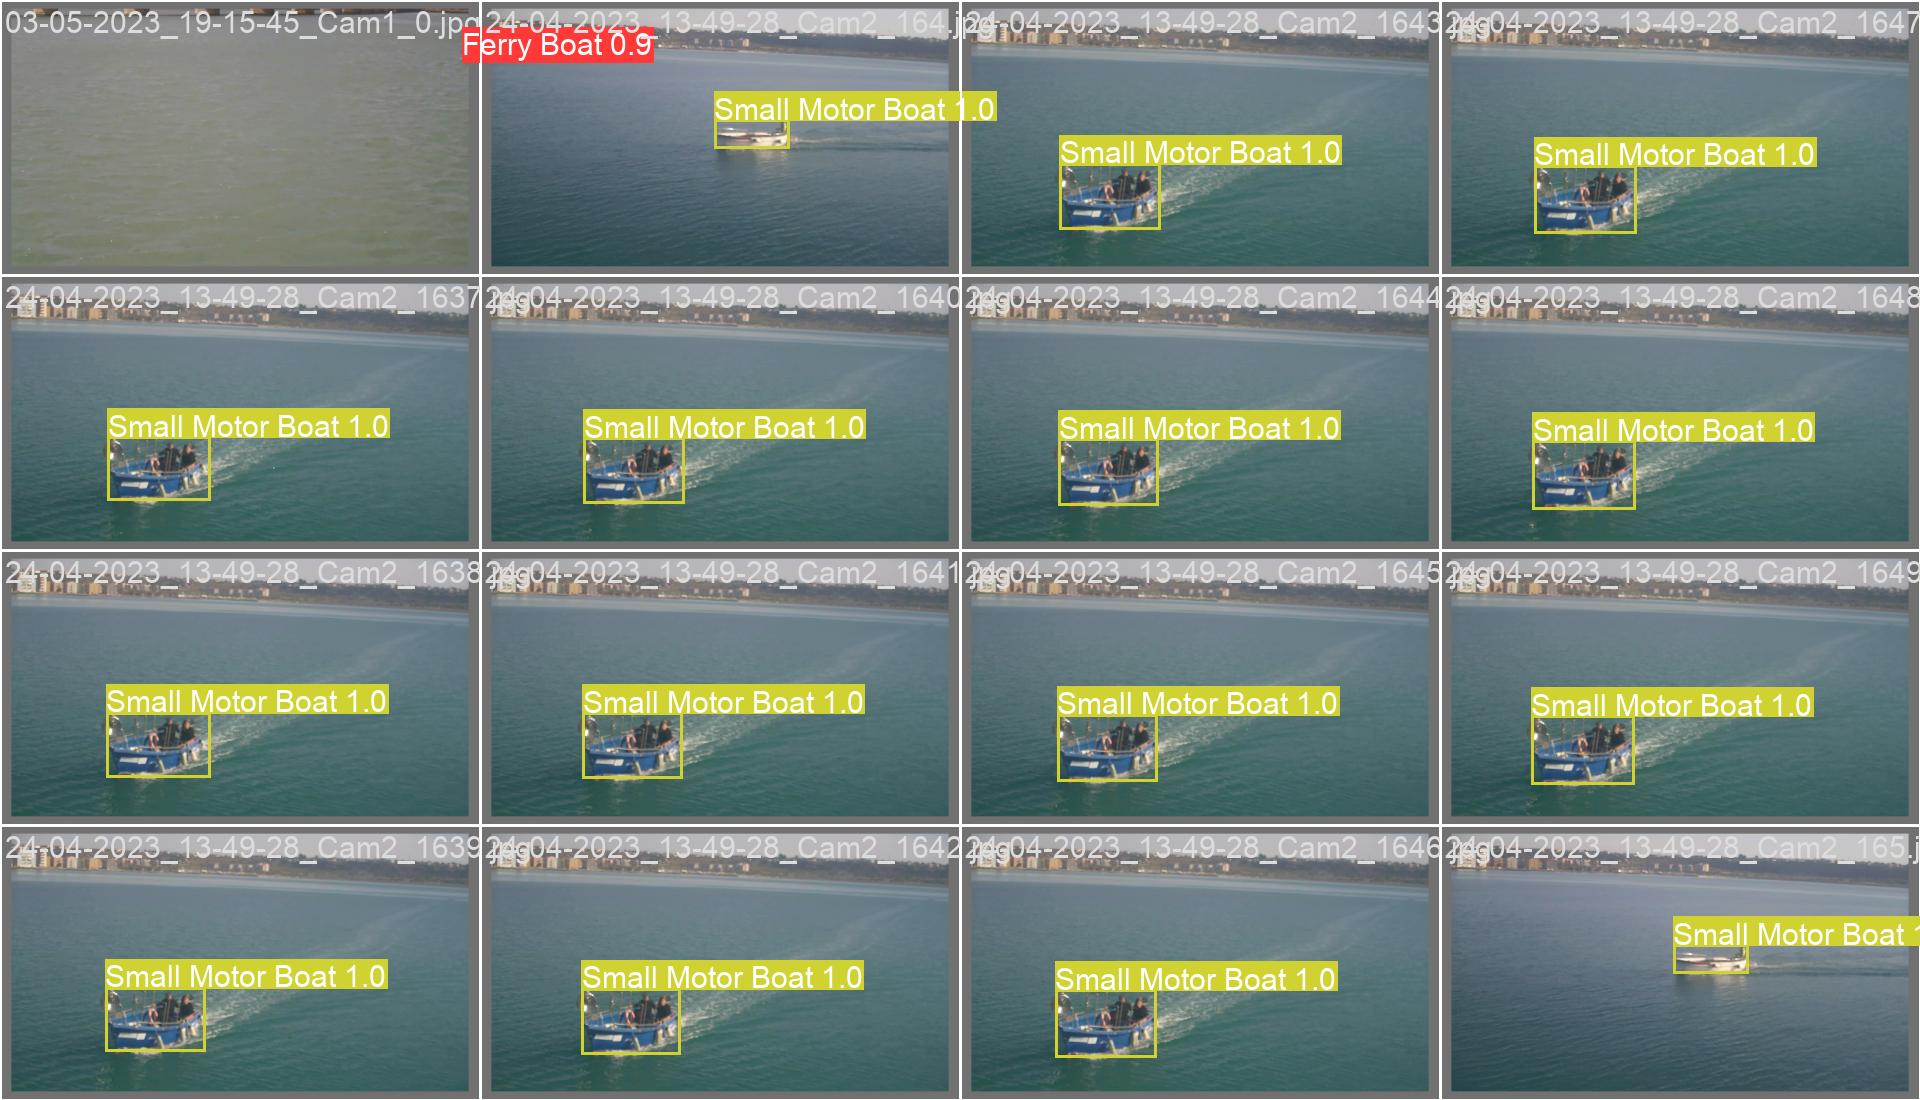 03-05-2023_19-15-45_Cam1_0.jpg
24-04-2023_13-49-28_Cam2_164.jpg
24-04-2023_13-49-28_Cam2_1643.jpg
24-04-2023_13-49-28_Cam2_1647
Ferry Boat 0.9
Small Motor Boat 1.0
Small Motor Boat 1.0
Small Motor Boat 1.0
24-04-2023_13-49-28_Cam2_1637.jpg
24-04-2023_13-49-28_Cam2_1640.jpg
24-04-2023_13-49-28_Cam2_1644.jpg
24-04-2023_13-49-28_Cam2_1648
Small Motor Boat 1.0
Small Motor Boat 1.0
Small Motor Boat 1.0
Small Motor Boat 1.0
24-04-2023_13-49-28_Cam2_1638.jpg
24-04-2023_13-49-28_Cam2_1641.jpg
24-04-2023_13-49-28_Cam2_1645.jpg
24-04-2023_13-49-28_Cam2_1649
Small Motor Boat 1.0
Small Motor Boat 1.0
Small Motor Boat 1.0
Small Motor Boat 1.0
24-04-2023_13-49-28_Cam2_1639.jpg
24-04-2023_13-49-28_Cam2_1642.jpg
24-04-2023_13-49-28_Cam2_1646.jpg
24-04-2023_13-49-28_Cam2_165.j
Small Motor Boat 1.0
Small Motor Boat 1.0
Small Motor Boat 1.0
Small Motor Boat 1